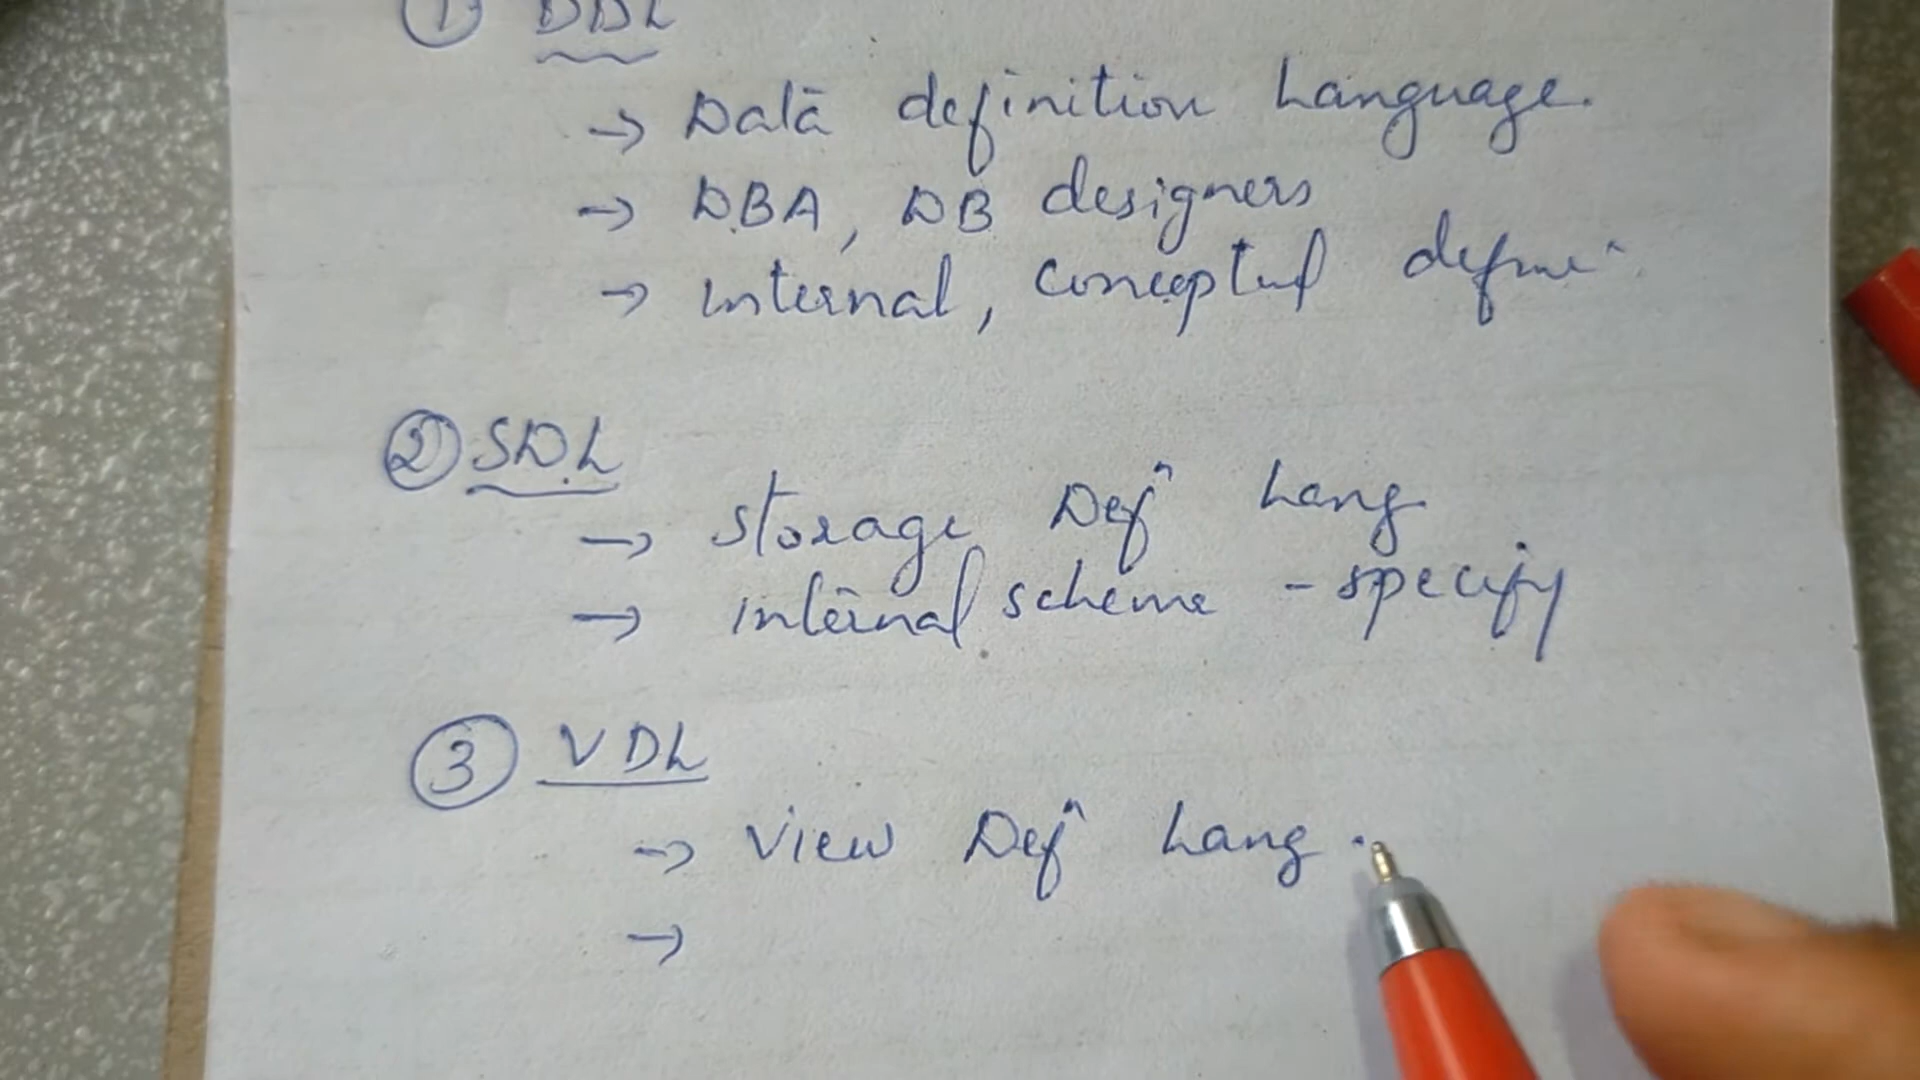 ① DDL
→ Data definition Language.
→ DBA, DB designers
→ internal, conceptual define
② SDL
→ storage Defⁿ Lang
→ internal scheme - specify
③ VDL
→ View Defⁿ Lang.
→